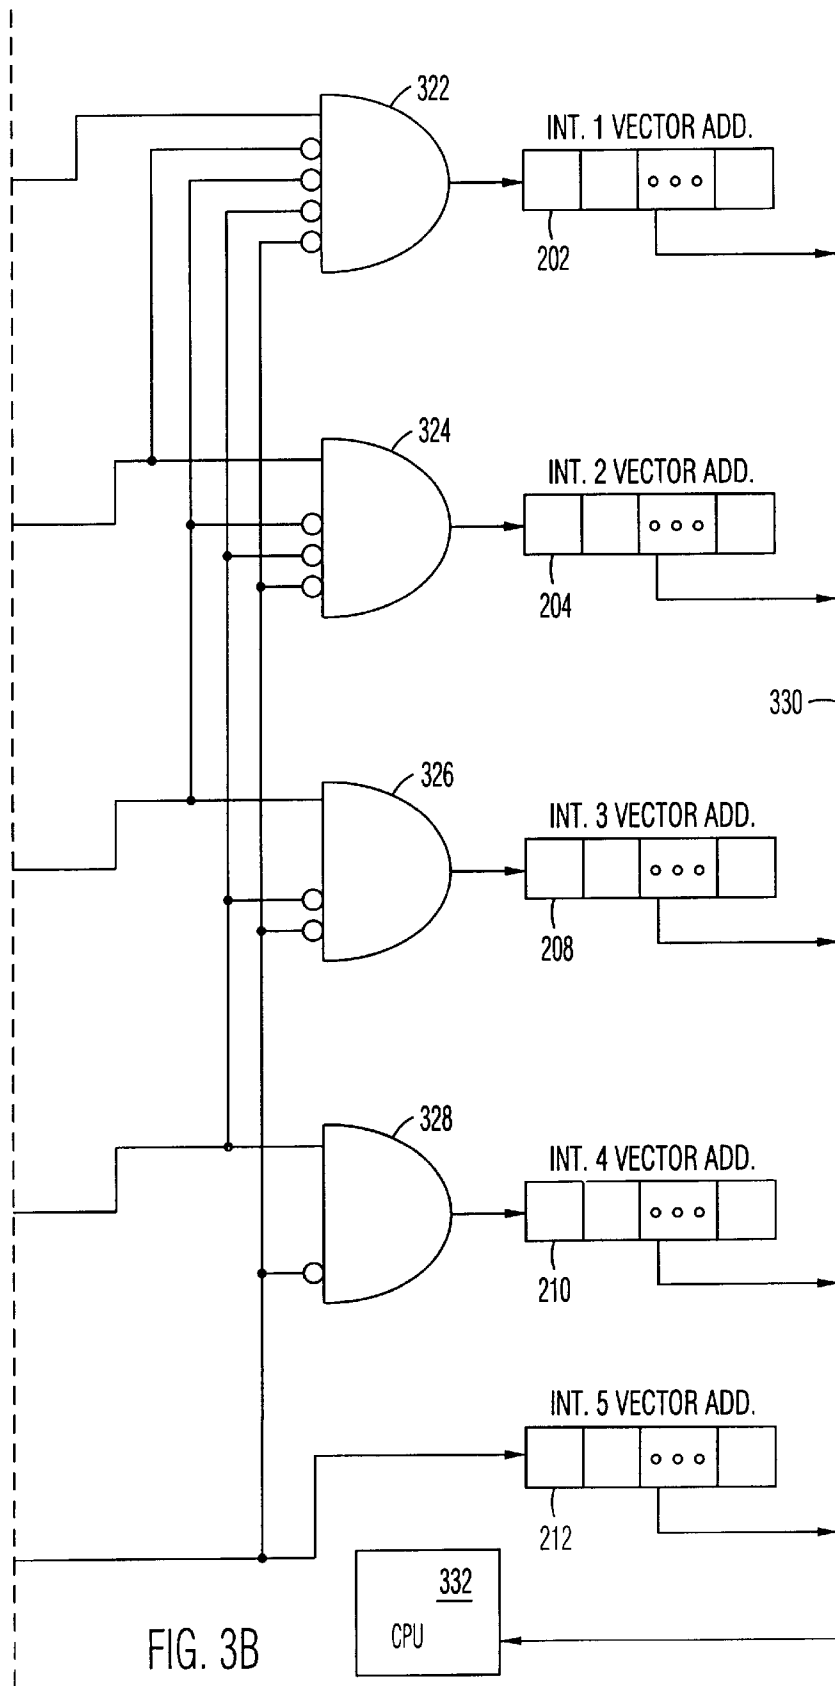 322
INT. 1 VECTOR ADD.
202
324
INT. 2 VECTOR ADD.
204
330
326
INT. 3 VECTOR ADD.
208
328
INT. 4 VECTOR ADD.
210
INT. 5 VECTOR ADD.
212
332
CPU
FIG. 3B